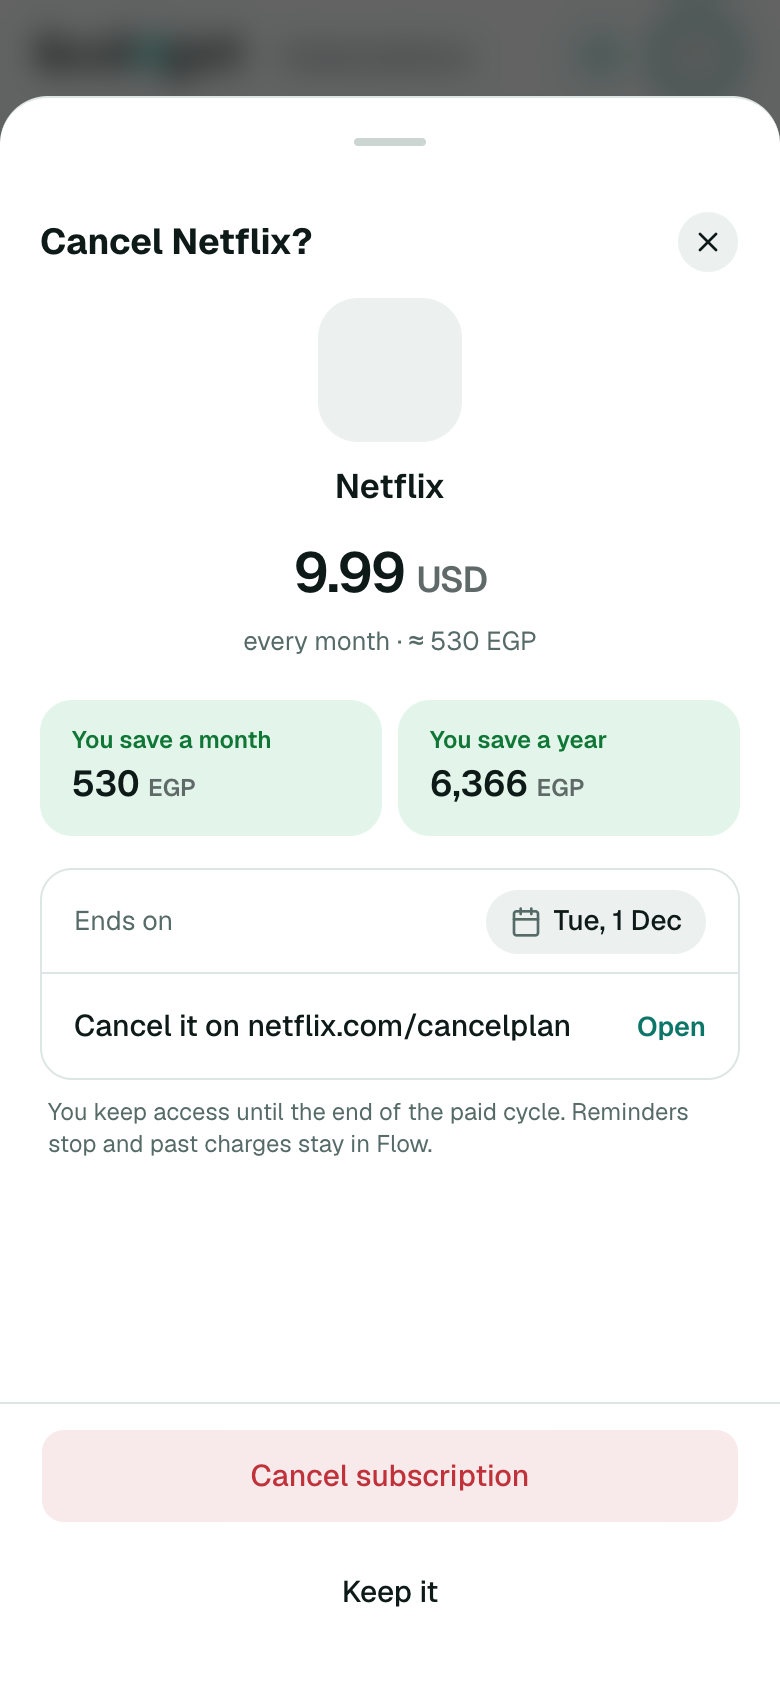 Cancel Netflix?
Netflix
9.99 USD
every month · ≈ 530 EGP
You save a month
530 EGP
You save a year
6,366 EGP
Ends on
Tue, 1 Dec
Cancel it on netflix.com/cancelplan
Open
You keep access until the end of the paid cycle. Reminders
stop and past charges stay in Flow.
Cancel subscription
Keep it